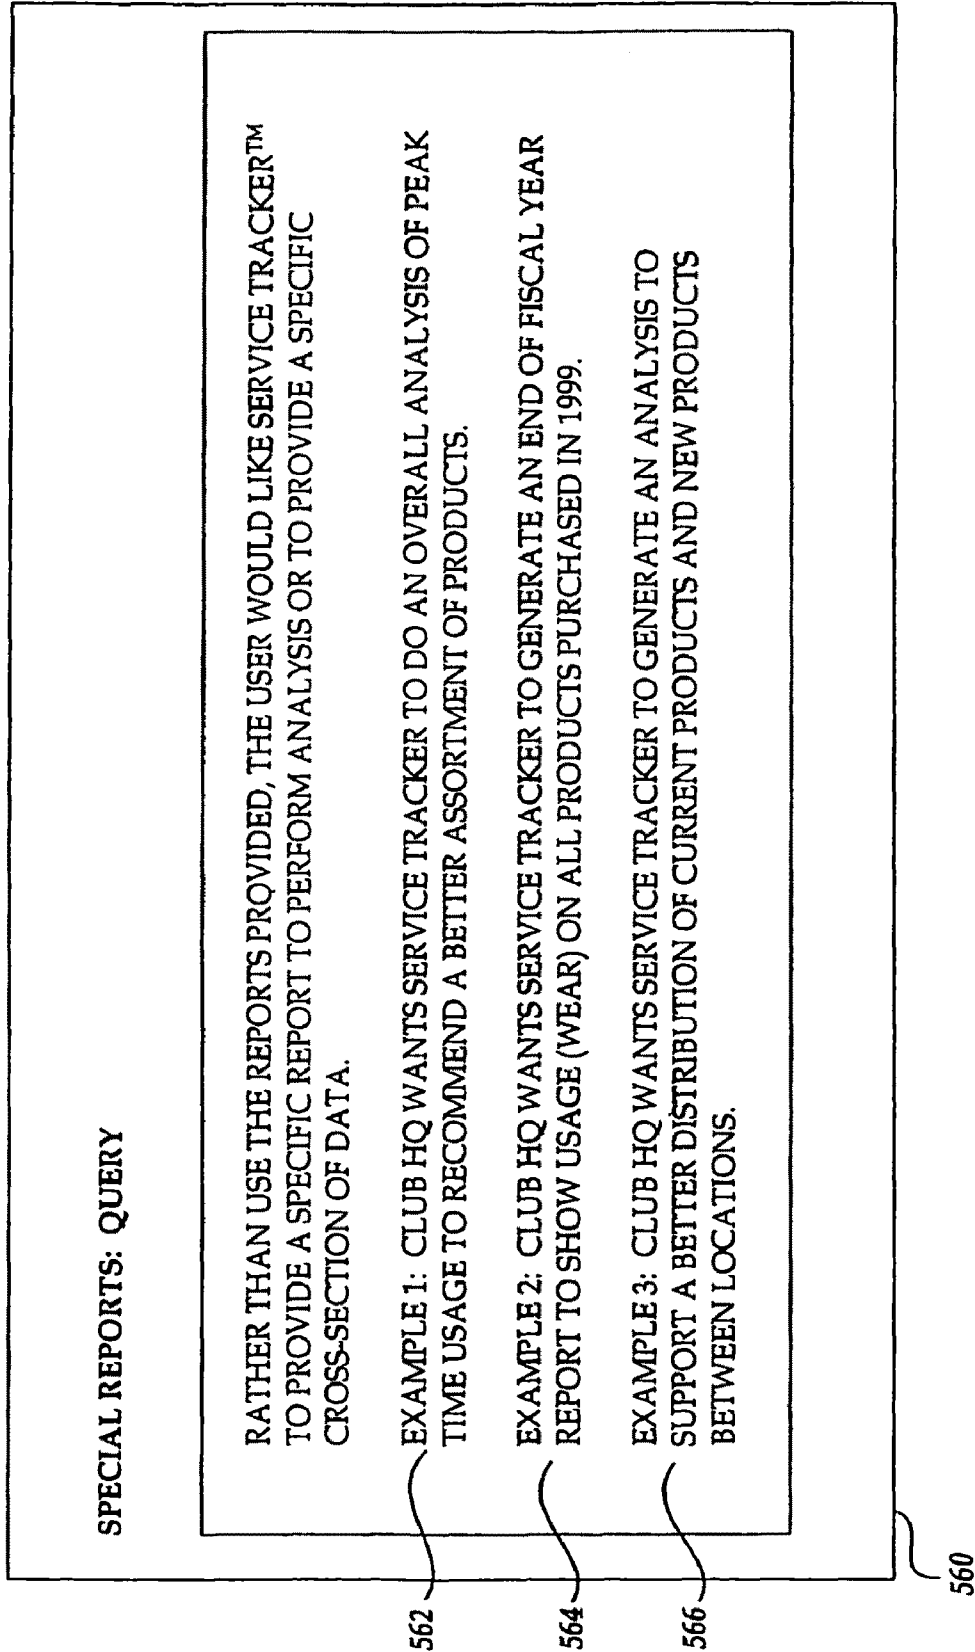 SPECIAL REPORTS: QUERY
RATHER THAN USE THE REPORTS PROVIDED, THE USER WOULD LIKE SERVICE TRACKER™
TO PROVIDE A SPECIFIC REPORT TO PERFORM ANALYSIS OR TO PROVIDE A SPECIFIC
CROSS-SECTION OF DATA.
EXAMPLE 1: CLUB HQ WANTS SERVICE TRACKER TO DO AN OVERALL ANALYSIS OF PEAK
TIME USAGE TO RECOMMEND A BETTER ASSORTMENT OF PRODUCTS.
EXAMPLE 2: CLUB HQ WANTS SERVICE TRACKER TO GENERATE AN END OF FISCAL YEAR
REPORT TO SHOW USAGE (WEAR) ON ALL PRODUCTS PURCHASED IN 1999.
EXAMPLE 3: CLUB HQ WANTS SERVICE TRACKER TO GENERATE AN ANALYSIS TO
SUPPORT A BETTER DISTRIBUTION OF CURRENT PRODUCTS AND NEW PRODUCTS
BETWEEN LOCATIONS.
562
564
566
560